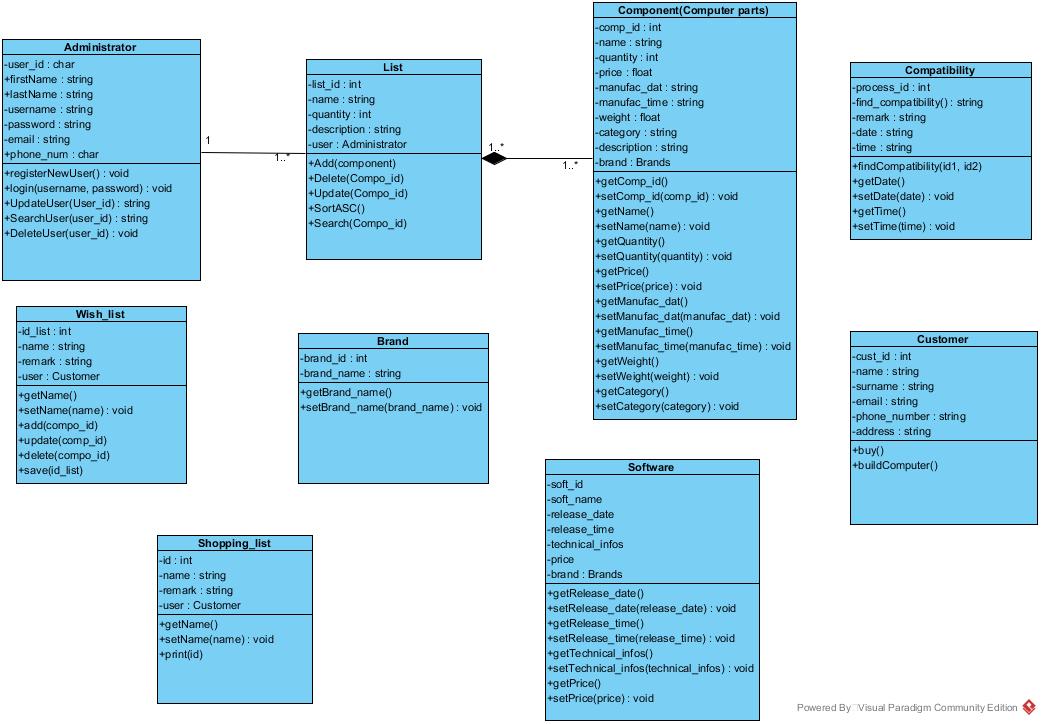 Administrator
-user_id : char
+firstName : string
+lastName : string
-username : string
-password : string
-email : string
+phone_num : char
+registerNewUser() : void
+login(username, password) : void
+UpdateUser(User_id) : string
+SearchUser(user_id) : string
+DeleteUser(user_id) : void
1
1..*
List
-list_id : int
-name : string
-quantity : int
-description : string
-user : Administrator
+Add(component)
+Delete(Compo_id)
+Update(Compo_id)
+SortASC()
+Search(Compo_id)
1..*
1..*
Component(Computer parts)
-comp_id : int
-name : string
-quantity : int
-price : float
-manufac_dat : string
-manufac_time : string
-weight : float
-category : string
-description : string
-brand : Brands
+getComp_id()
+setComp_id(comp_id) : void
+getName()
+setName(name) : void
+getQuantity()
+setQuantity(quantity) : void
+getPrice()
+setPrice(price) : void
+getManufac_dat()
+setManufac_dat(manufac_dat) : void
+getManufac_time()
+setManufac_time(manufac_time) : void
+getWeight()
+setWeight(weight) : void
+getCategory()
+setCategory(category) : void
Compatibility
-process_id : int
-find_compatibility() : string
-remark : string
-date : string
-time : string
+findCompatibility(id1, id2)
+getDate()
+setDate(date) : void
+getTime()
+setTime(time) : void
Wish_list
-id_list : int
-name : string
-remark : string
-user : Customer
+getName()
+setName(name) : void
+add(compo_id)
+update(comp_id)
+delete(compo_id)
+save(id_list)
Brand
-brand_id : int
-brand_name : string
+getBrand_name()
+setBrand_name(brand_name) : void
Customer
-cust_id : int
-name : string
-surname : string
-email : string
-phone_number : string
-address : string
+buy()
+buildComputer()
Shopping_list
-id : int
-name : string
-remark : string
-user : Customer
+getName()
+setName(name) : void
+print(id)
Software
-soft_id
-soft_name
-release_date
-release_time
-technical_infos
-price
-brand : Brands
+getRelease_date()
+setRelease_date(release_date) : void
+getRelease_time()
+setRelease_time(release_time) : void
+getTechnical_infos()
+setTechnical_infos(technical_infos) : void
+getPrice()
+setPrice(price) : void
Powered By Visual Paradigm Community Edition